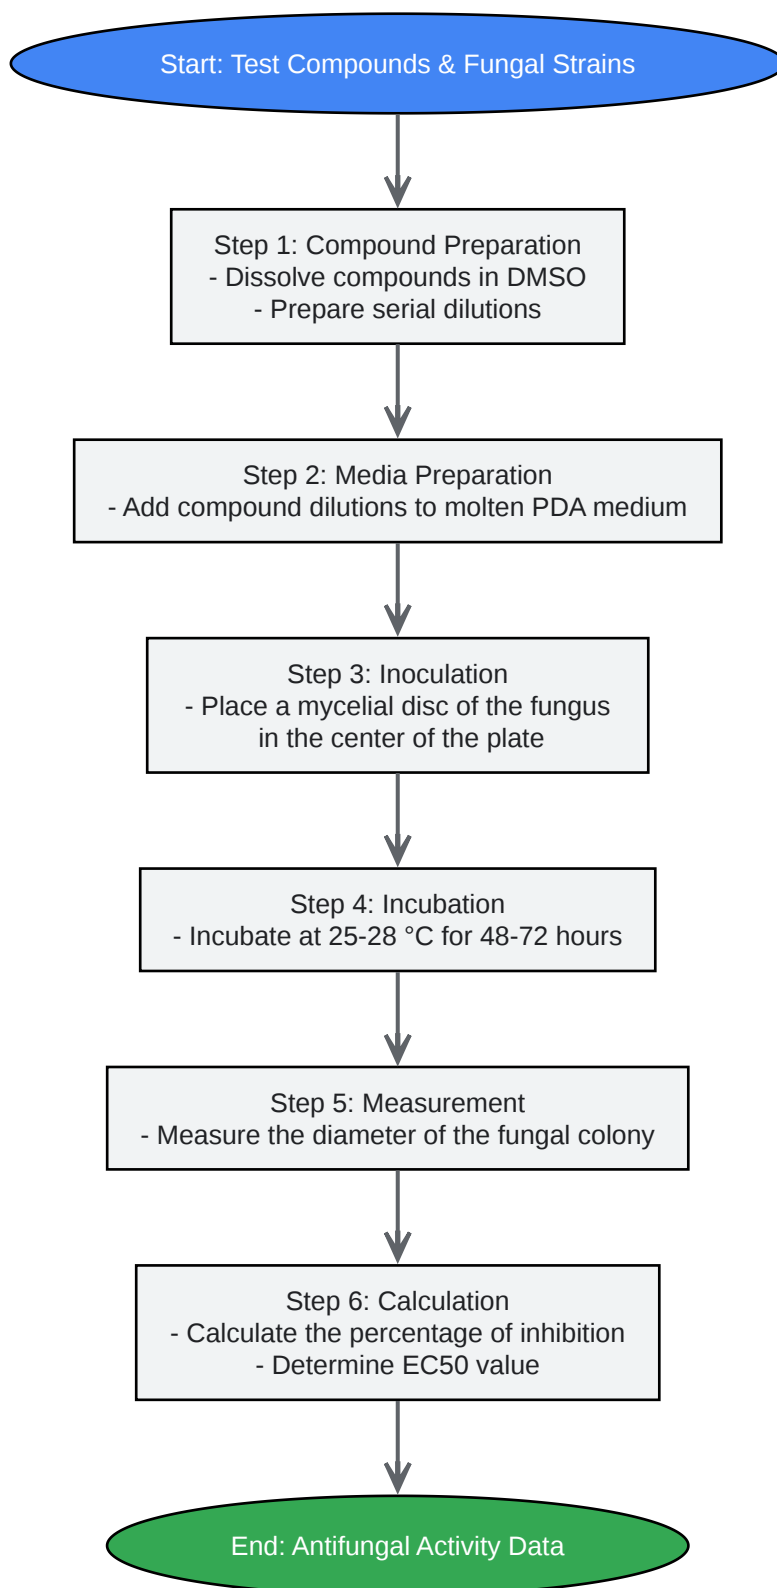 Start: Test Compounds & Fungal Strains
Step 1: Compound Preparation
- Dissolve compounds in DMSO
- Prepare serial dilutions
Step 2: Media Preparation
- Add compound dilutions to molten PDA medium
Step 3: Inoculation
- Place a mycelial disc of the fungus
in the center of the plate
Step 4: Incubation
- Incubate at 25-28 °C for 48-72 hours
Step 5: Measurement
- Measure the diameter of the fungal colony
Step 6: Calculation
- Calculate the percentage of inhibition
- Determine EC50 value
End: Antifungal Activity Data